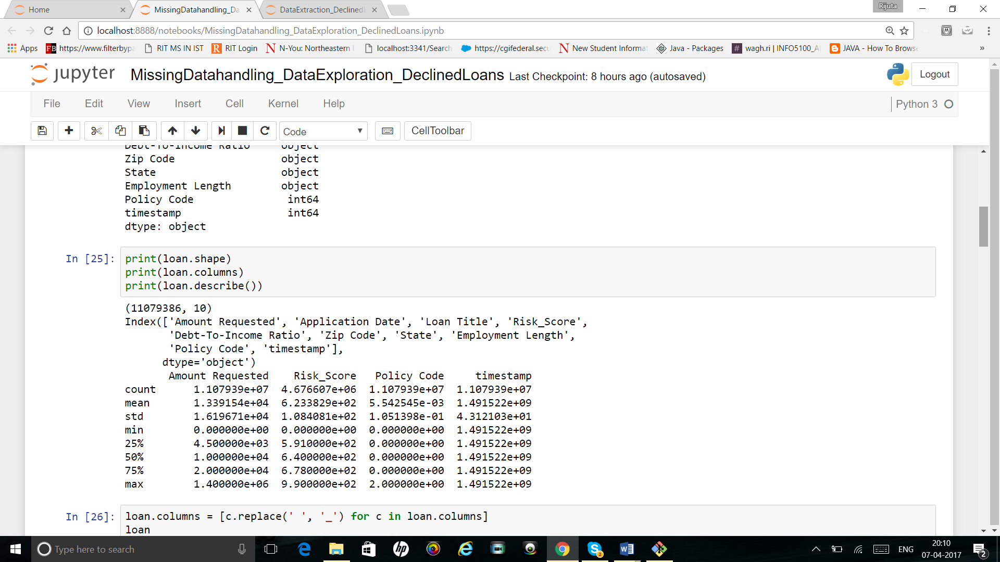 Rijuta
Home
MissingDatahandling_Da
DataExtraction_Declined
localhost:8888/notebooks/MissingDatahandling_DataExploration_DeclinedLoans.ipynb
Apps FB https://www.filterbypa RIT MS IN IST R RIT Login N N-You: Northeastern U localhost:3341/Search https://cgifederal.secu N New Student Informat Java - Packages # wagh.ri | INFO5100_A JAVA - How To Browse »
jupyter MissingDatahandling_DataExploration_DeclinedLoans Last Checkpoint: 8 hours ago (autosaved) Logout
File Edit View Insert Cell Kernel Help Python 3
Code CellToolbar
Debt-To-Income Ratio object
Zip Code object
State object
Employment Length object
Policy Code int64
timestamp int64
dtype: object
In [25]: print(loan.shape)
print(loan.columns)
print(loan.describe())
(11079386, 10)
Index(['Amount Requested', 'Application Date', 'Loan Title', 'Risk_Score',
'Debt-To-Income Ratio', 'Zip Code', 'State', 'Employment Length',
'Policy Code', 'timestamp'],
dtype='object')
Amount Requested Risk_Score Policy Code timestamp
count 1.107939e+07 4.676607e+06 1.107939e+07 1.107939e+07
mean 1.339154e+04 6.233829e+02 5.542545e-03 1.491522e+09
std 1.619671e+04 1.084081e+02 1.051398e-01 4.312103e+01
min 0.000000e+00 0.000000e+00 0.000000e+00 1.491522e+09
25% 4.500000e+03 5.910000e+02 0.000000e+00 1.491522e+09
50% 1.000000e+04 6.400000e+02 0.000000e+00 1.491522e+09
75% 2.000000e+04 6.780000e+02 0.000000e+00 1.491522e+09
max 1.400000e+06 9.900000e+02 2.000000e+00 1.491522e+09
In [26]: loan.columns = [c.replace(' ', '_') for c in loan.columns]
loan
Type here to search
hp
2
ENG
20:10
07-04-2017
2